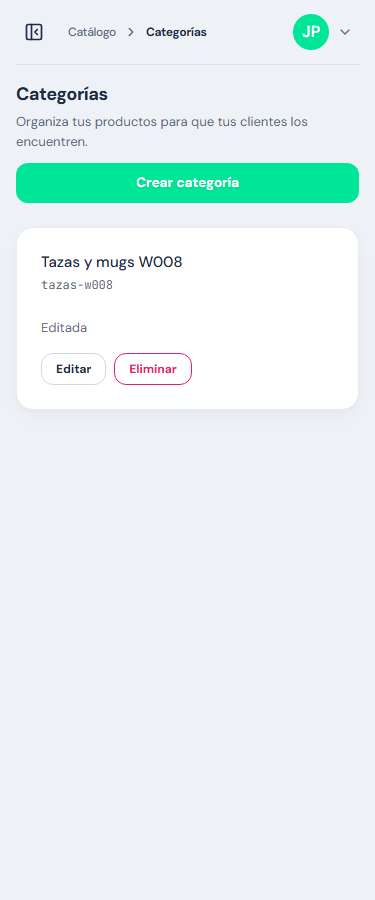 Catálogo > Categorías
JP
Categorías
Organiza tus productos para que tus clientes los
encuentren.
Crear categoría
Tazas y mugs W008
tazas-w008
Editada
Editar
Eliminar